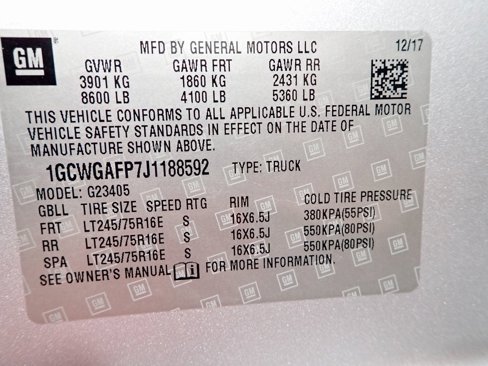 GM MFD BY GENERAL MOTORS LLC 12/17
GVWR GAWR FRT GAWR RR
3901 KG 1860 KG 2431 KG
8600 LB 4100 LB 5360 LB
THIS VEHICLE CONFORMS TO ALL APPLICABLE U.S. FEDERAL MOTOR
VEHICLE SAFETY STANDARDS IN EFFECT ON THE DATE OF
MANUFACTURE SHOWN ABOVE.
1GCWGAFP7J1188592 TYPE: TRUCK
MODEL: G23405
GBLL TIRE SIZE SPEED RTG RIM COLD TIRE PRESSURE
FRT LT245/75R16E S 16X6.5J 380KPA(55PSI)
RR LT245/75R16E S 16X6.5J 550KPA(80PSI)
SPA LT245/75R16E S 16X6.5J 550KPA(80PSI)
SEE OWNER'S MANUAL FOR MORE INFORMATION